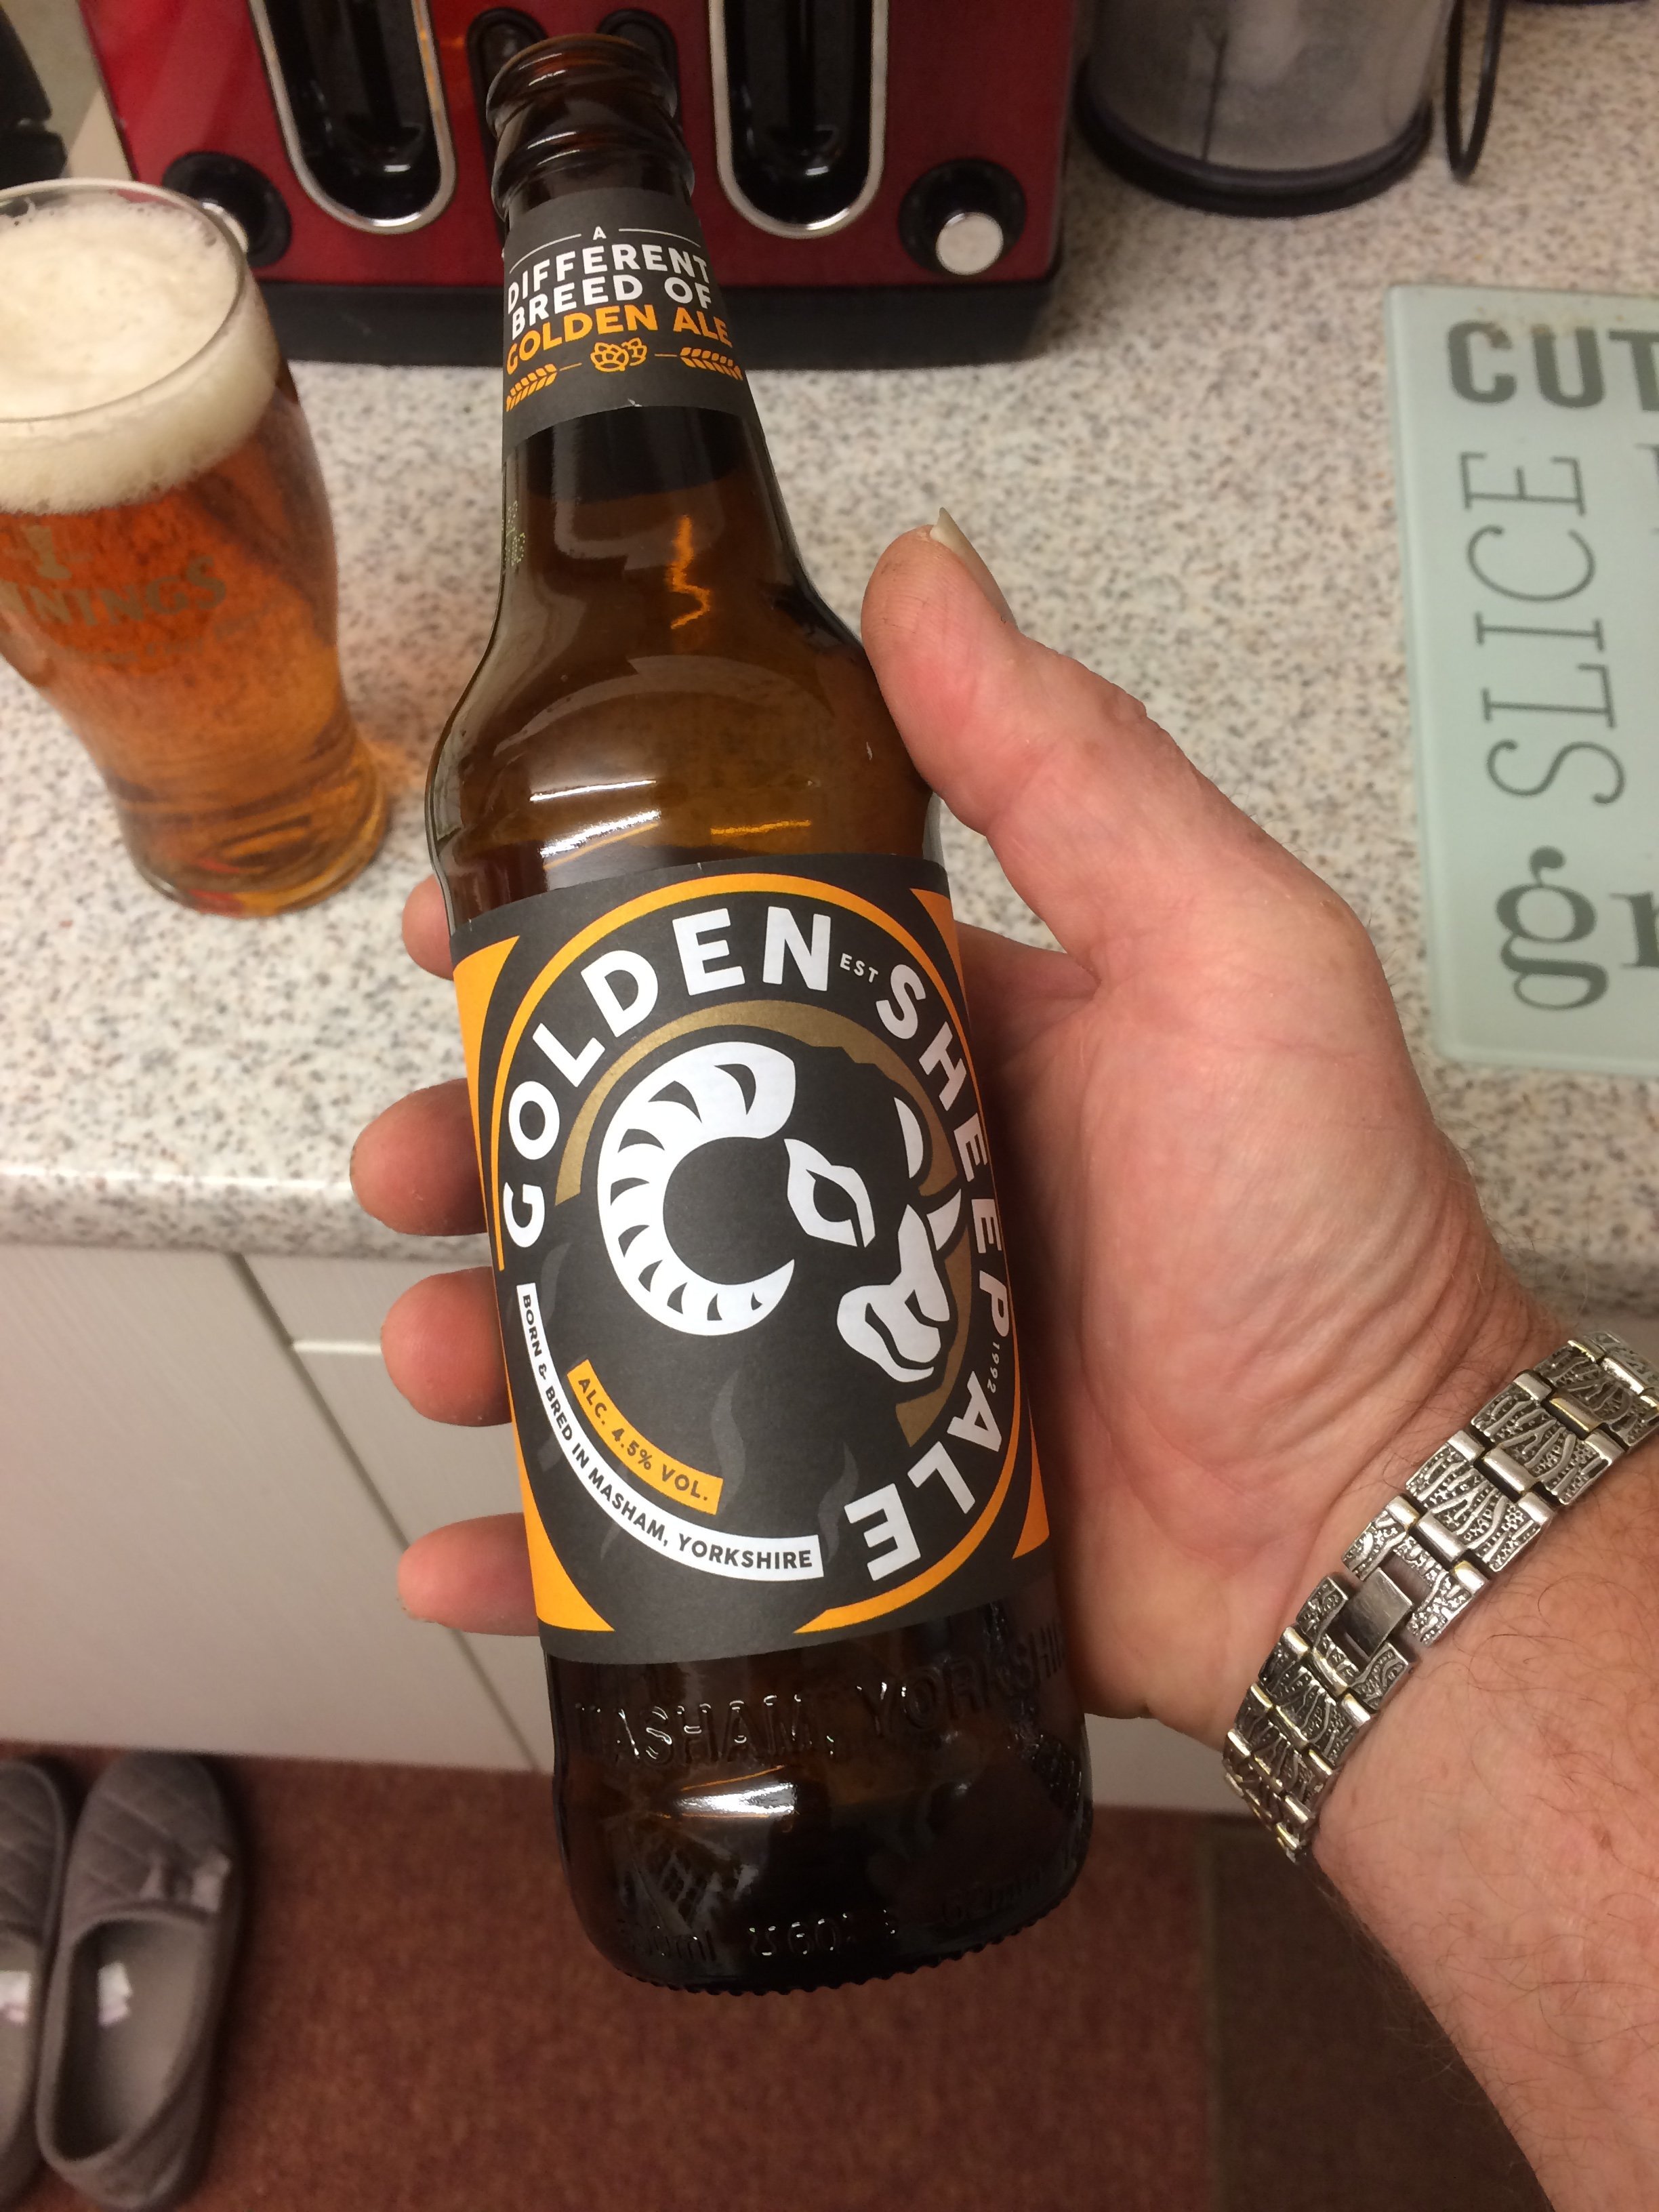 A
DIFFERENT
BREED OF
GOLDEN ALE
GOLDEN SHEEP ALE
EST 1992
ALC. 4.5% VOL.
BORN & BRED IN MASHAM, YORKSHIRE
MASHAM, YORKSHIRE
CUT
SLICE